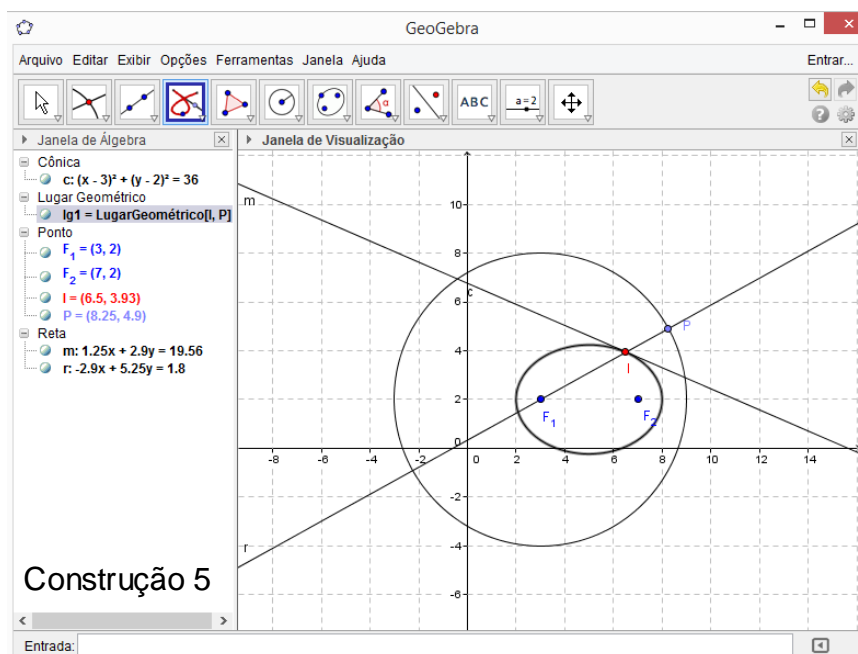 GeoGebra
Arquivo Editar Exibir Opções Ferramentas Janela Ajuda
Entrar...
α
ABC
a=2
Janela de Álgebra
Cônica
c: (x - 3)² + (y - 2)² = 36
Lugar Geométrico
lg1 = LugarGeométrico[I, P]
Ponto
F₁ = (3, 2)
F₂ = (7, 2)
I = (6.5, 3.93)
P = (8.25, 4.9)
Reta
m: 1.25x + 2.9y = 19.56
r: -2.9x + 5.25y = 1.8
Construção 5
Janela de Visualização
m
10
8
c
6
P
4
I
2
F₁
F₂
0
-8 -6 -4 -2 0 2 4 6 8 10 12 14
-2
r
-4
-6
Entrada: